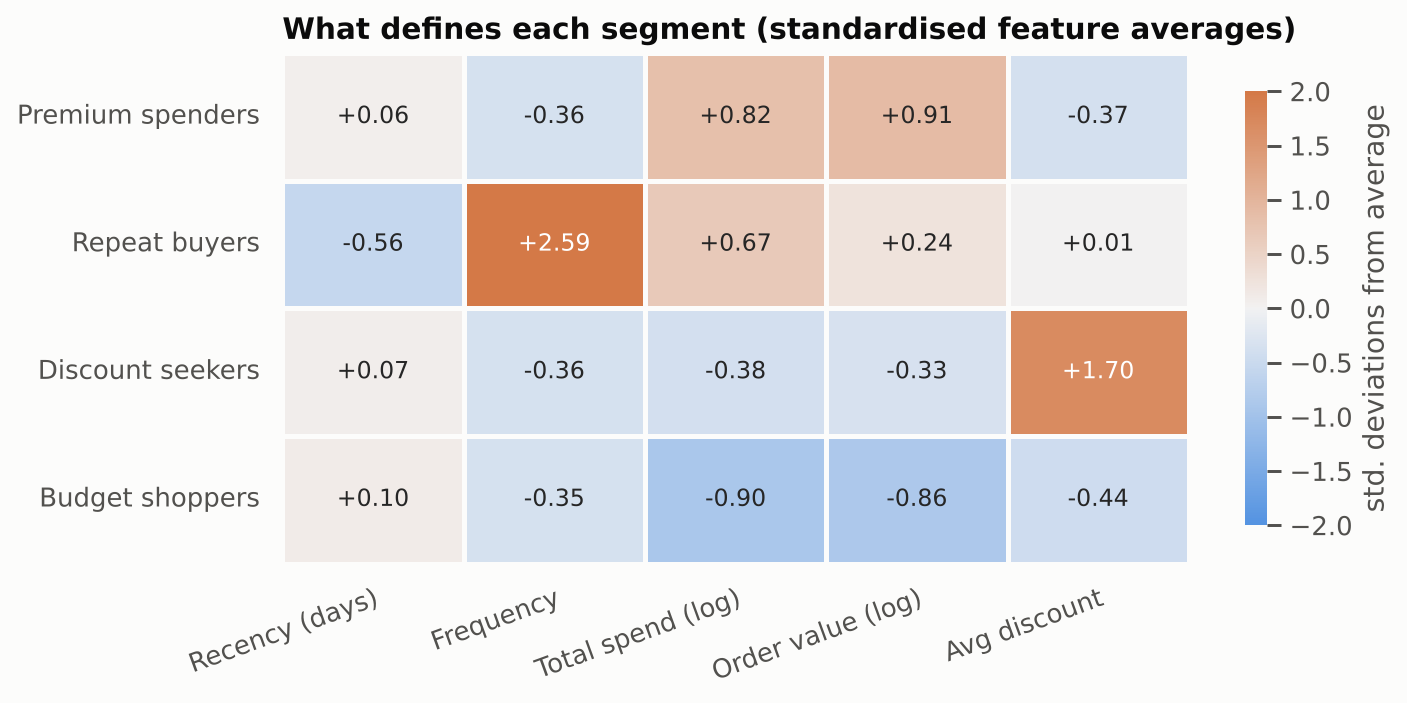 What defines each segment (standardised feature averages)
Premium spenders +0.06 -0.36 +0.82 +0.91 -0.37
Repeat buyers -0.56 +2.59 +0.67 +0.24 +0.01
Discount seekers +0.07 -0.36 -0.38 -0.33 +1.70
Budget shoppers +0.10 -0.35 -0.90 -0.86 -0.44
Recency (days) Frequency Total spend (log) Order value (log) Avg discount
2.0
1.5
1.0
0.5
0.0
−0.5
−1.0
−1.5
−2.0
std. deviations from average